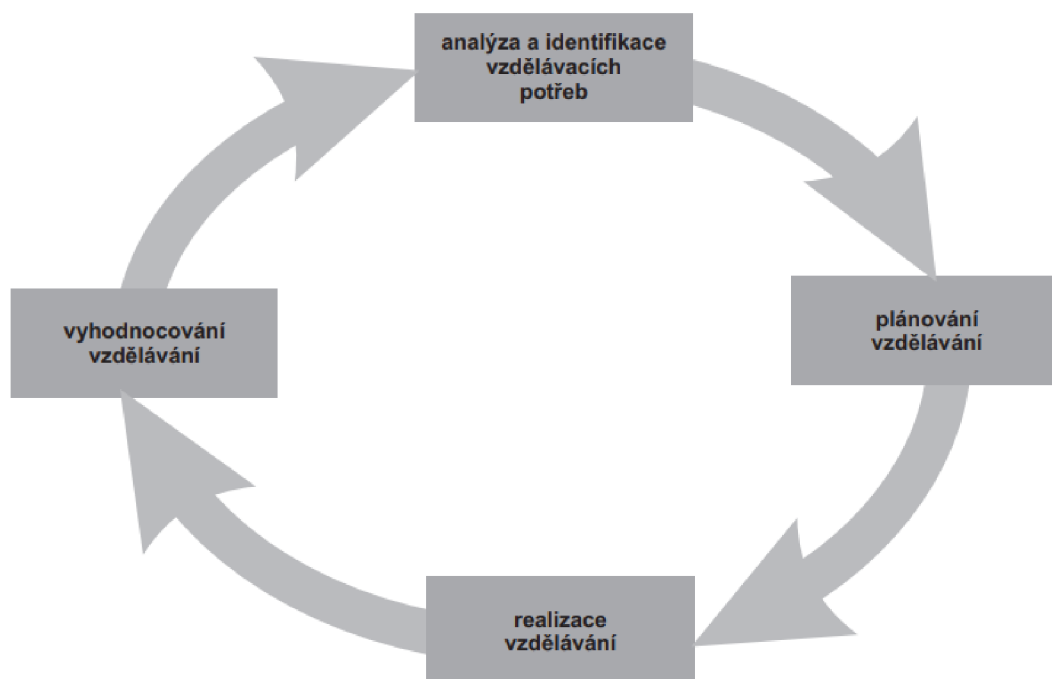 analýza a identifikace
vzdělávacích
potřeb
plánování
vzdělávání
realizace
vzdělávání
vyhodnocování
vzdělávání